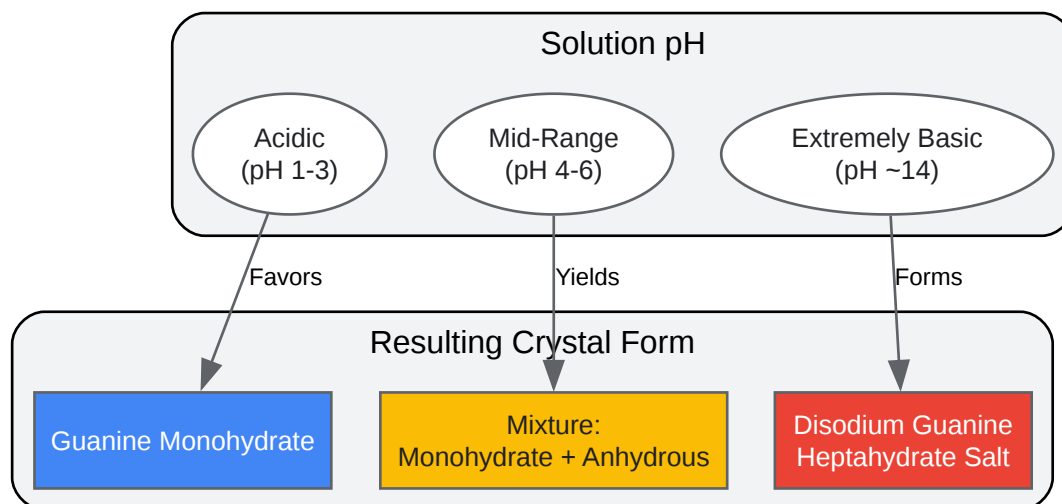 Solution pH
Acidic
(pH 1-3)
Mid-Range
(pH 4-6)
Extremely Basic
(pH ~14)
Favors
Yields
Forms
Resulting Crystal Form
Guanine Monohydrate
Mixture:
Monohydrate + Anhydrous
Disodium Guanine
Heptahydrate Salt